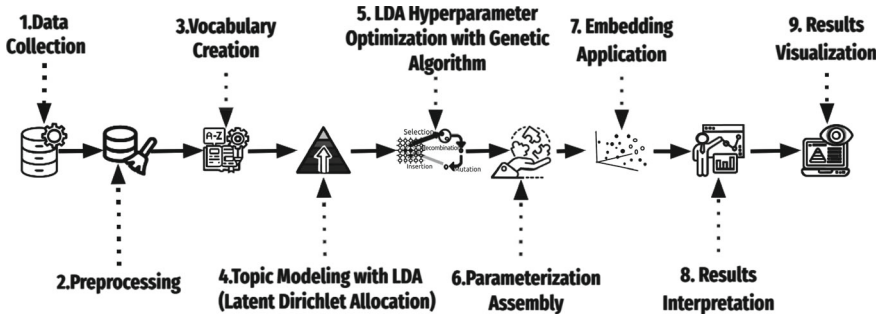 1.Data
Collection
2.Preprocessing
3.Vocabulary
Creation
A-Z
4.Topic Modeling with LDA
(Latent Dirichlet Allocation)
5. LDA Hyperparameter
Optimization with Genetic
Algorithm
Selection
Recombination
Insertion
Mutation
6.Parameterization
Assembly
7. Embedding
Application
8. Results
Interpretation
9. Results
Visualization